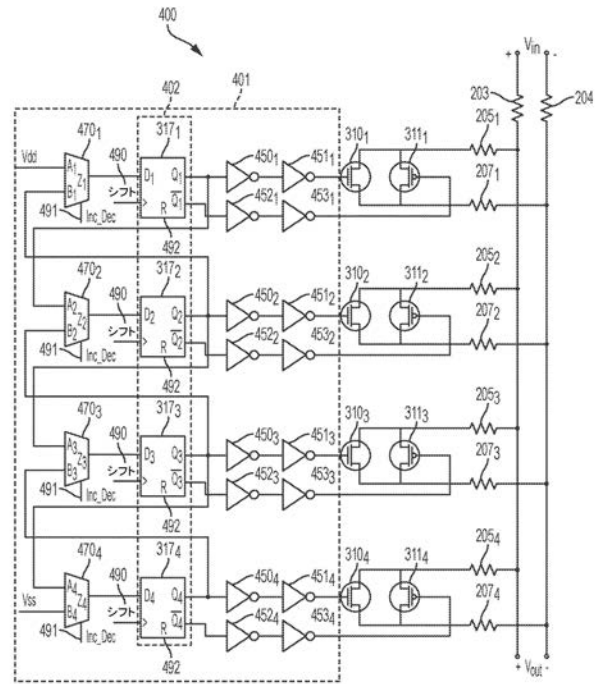 400
Vin
+ -
401
402
203
204
470₁
317₁
Vdd
490
シフト
A₁
B₁
Z₁
D₁
Q₁
Q̅₁
R
450₁
451₁
310₁
311₁
205₁
452₁
453₁
207₁
491
Inc_Dec
492
470₂
317₂
490
シフト
A₂
B₂
Z₂
D₂
Q₂
Q̅₂
R
450₂
451₂
310₂
311₂
205₂
452₂
453₂
207₂
491
Inc_Dec
492
470₃
317₃
490
シフト
A₃
B₃
Z₃
D₃
Q₃
Q̅₃
R
450₃
451₃
310₃
311₃
205₃
452₃
453₃
207₃
491
Inc_Dec
492
470₄
317₄
490
シフト
A₄
B₄
Z₄
D₄
Q₄
Q̅₄
R
450₄
451₄
310₄
311₄
205₄
452₄
453₄
207₄
Vss
491
Inc_Dec
492
+ Vout -